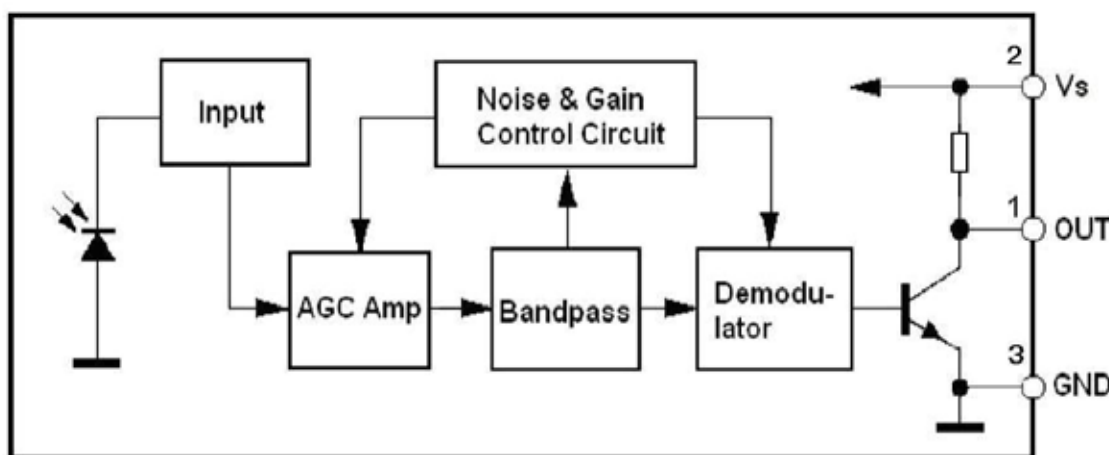 Input
Noise & Gain
Control Circuit
2
Vs
1
OUT
AGC Amp
Bandpass
Demodu-
lator
3
GND